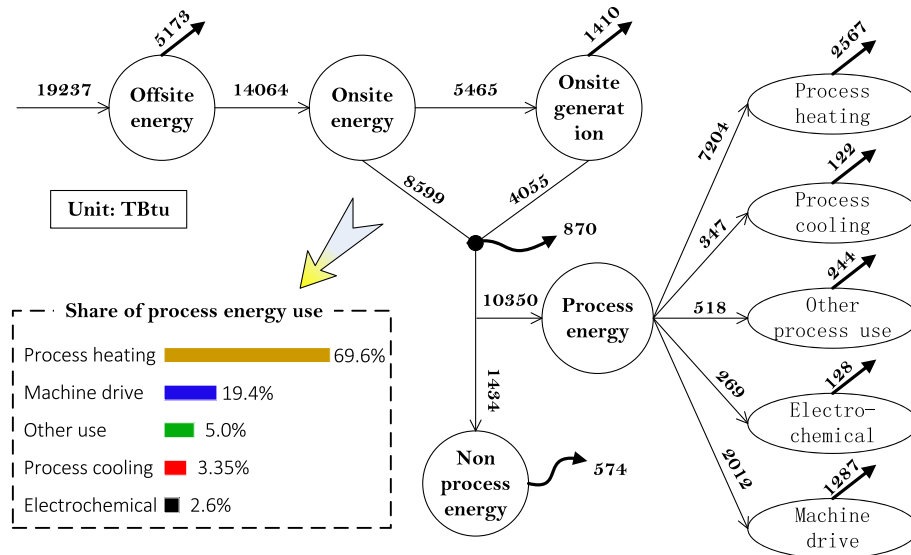 5173
1410
2567
19237
Offsite
energy
14064
Onsite
energy
5465
Onsite
generat
ion
Process
heating
7204
122
8599
4055
Process
cooling
347
Unit: TBtu
870
244
10350
Process
energy
518
Other
process use
Share of process energy use
Process heating 69.6%
Machine drive 19.4%
Other use 5.0%
Process cooling 3.35%
Electrochemical 2.6%
1434
269
128
Electro-
chemical
2012
Non
process
energy
574
1287
Machine
drive